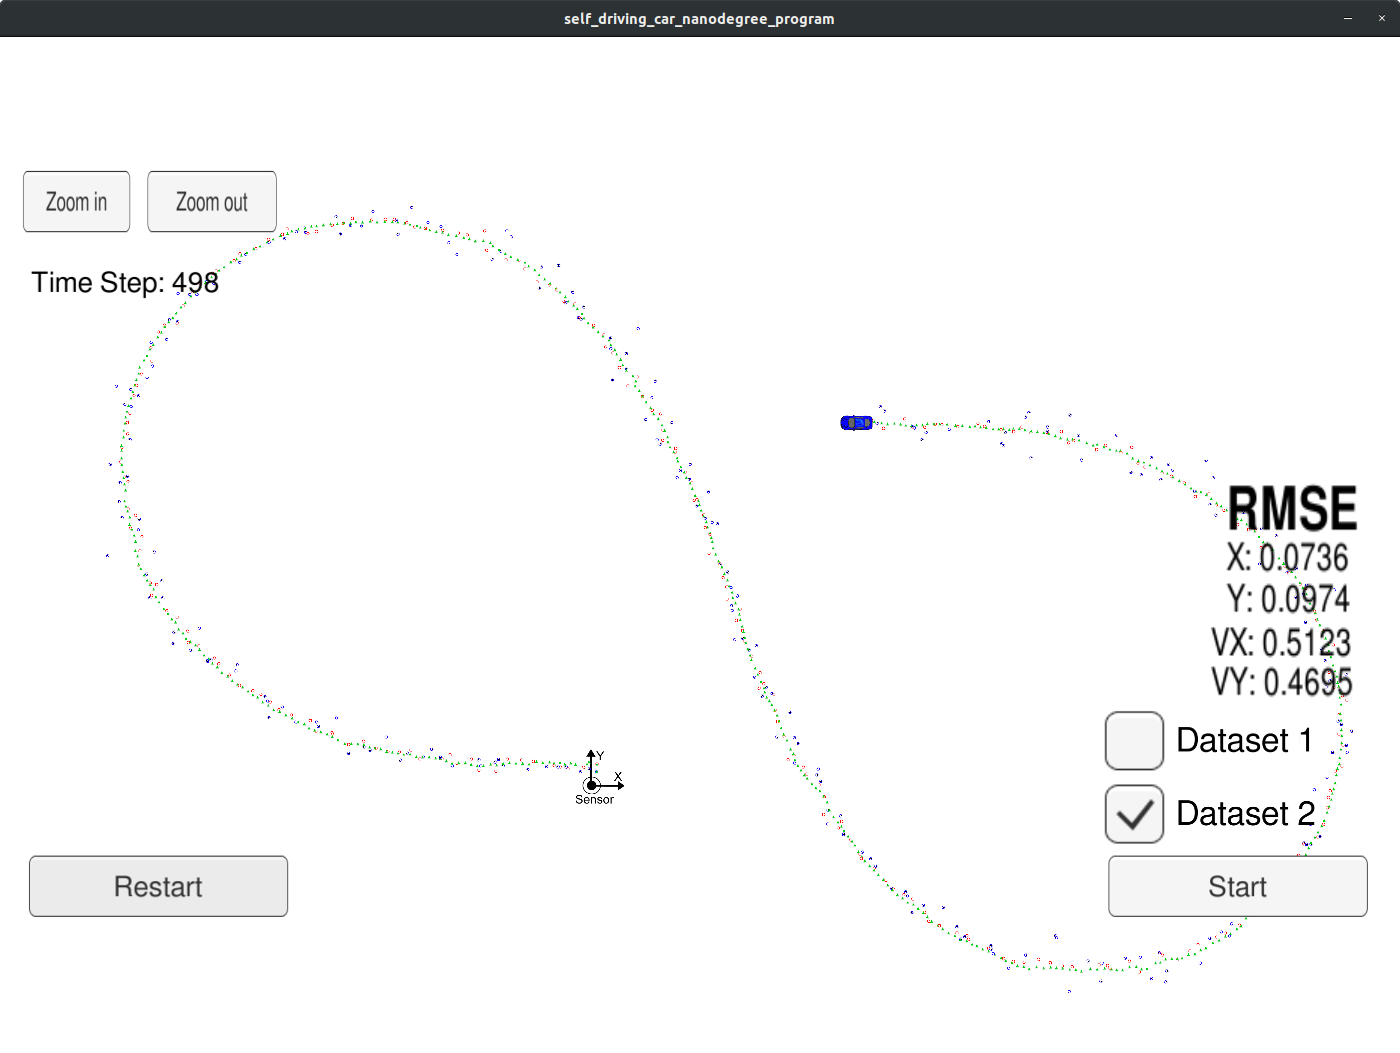 self_driving_car_nanodegree_program
Zoom in
Zoom out
Time Step: 498
RMSE
X: 0.0736
Y: 0.0974
VX: 0.5123
VY: 0.4695
Dataset 1
Y
X
Sensor
Dataset 2
Restart
Start